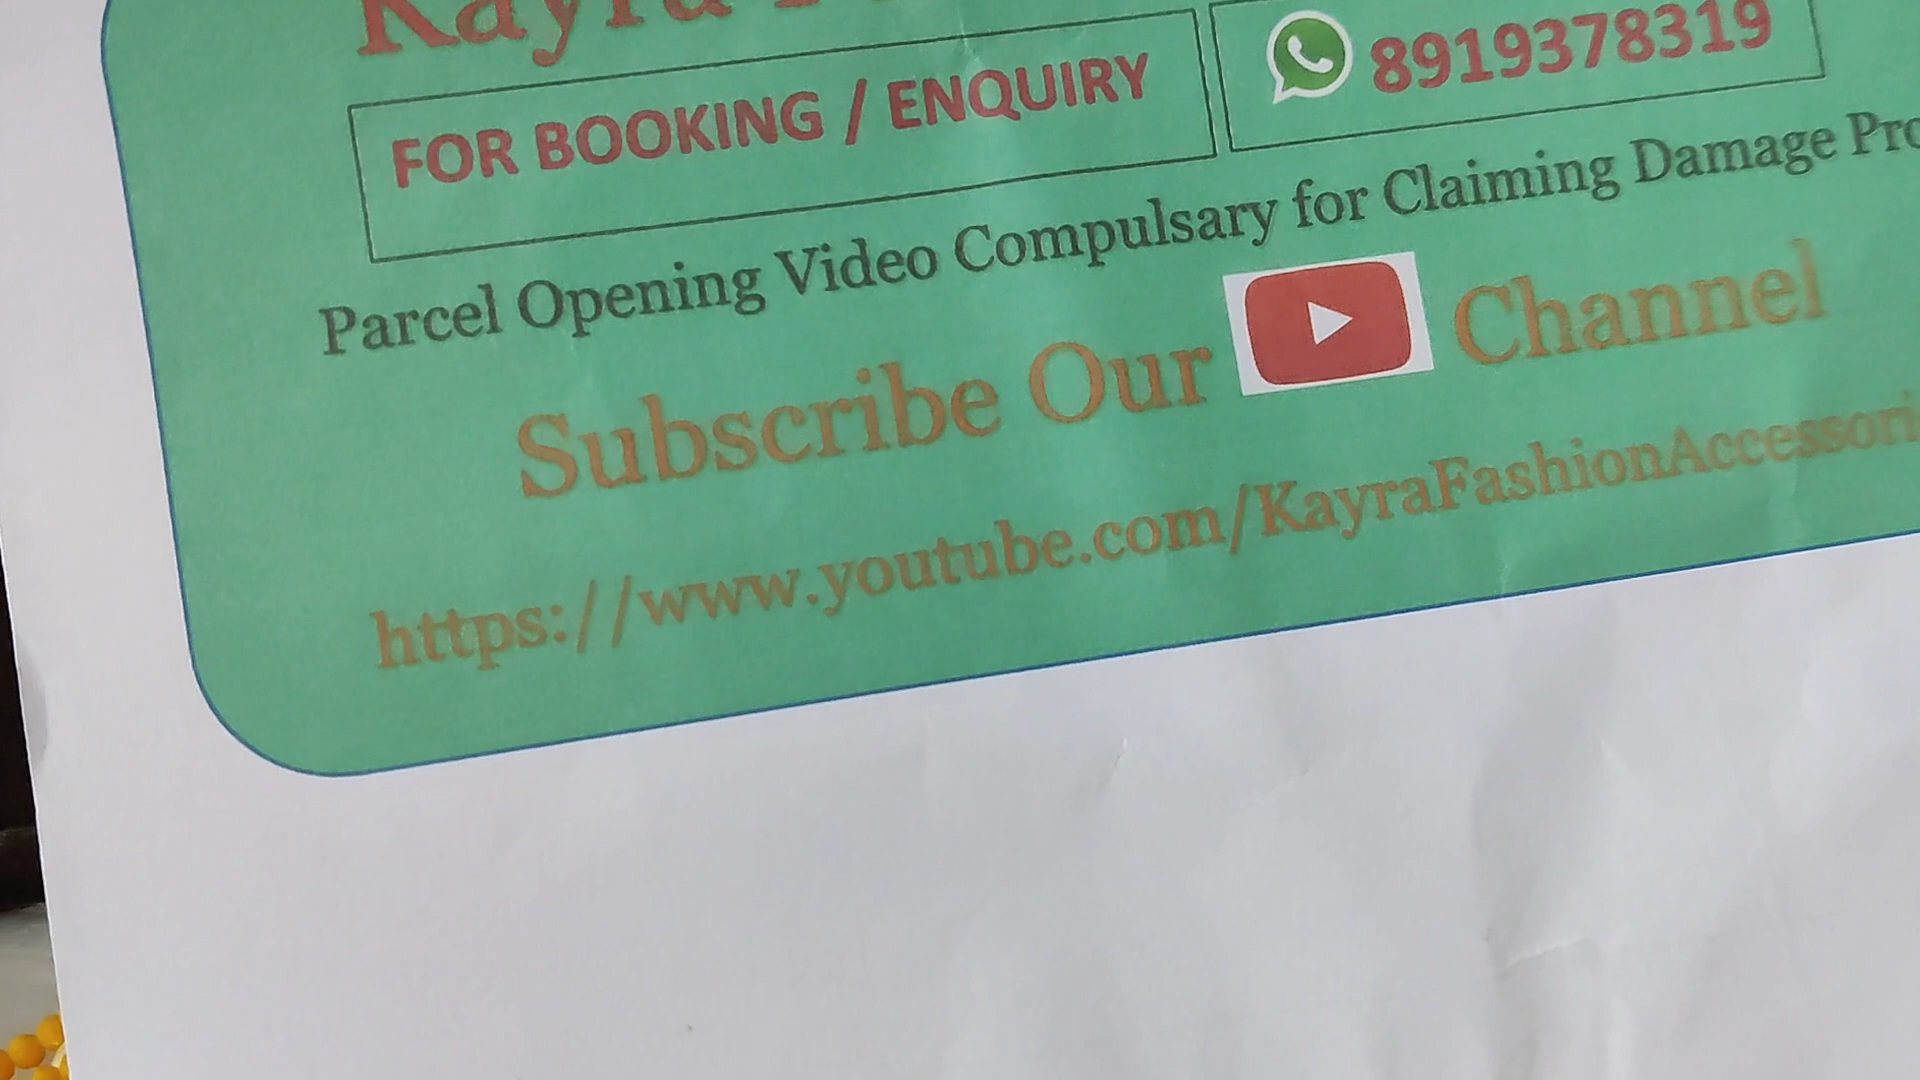 Kayra
FOR BOOKING / ENQUIRY
8919378319
Parcel Opening Video Compulsary for Claiming Damage
Subscribe Our Channel
https://www.youtube.com/KayraFashionAccessori